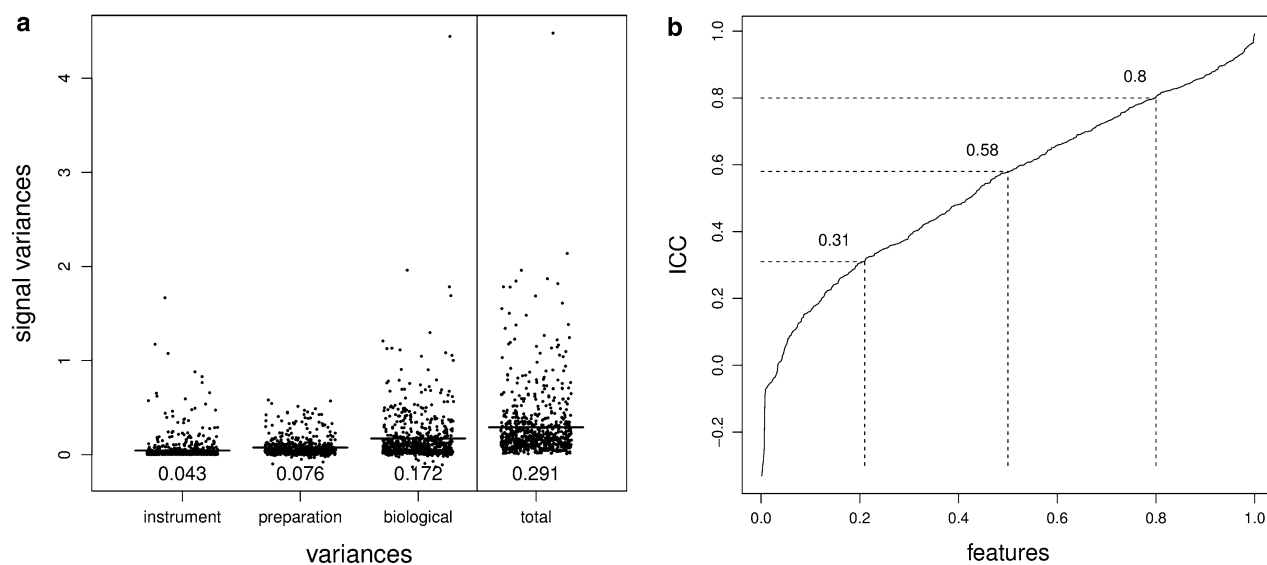 a
signal variances
4
3
2
1
0
0.043
0.076
0.172
0.291
instrument
preparation
biological
total
variances
b
ICC
1.0
0.8
0.6
0.4
0.2
0.0
−0.2
0.8
0.58
0.31
0.0
0.2
0.4
0.6
0.8
1.0
features